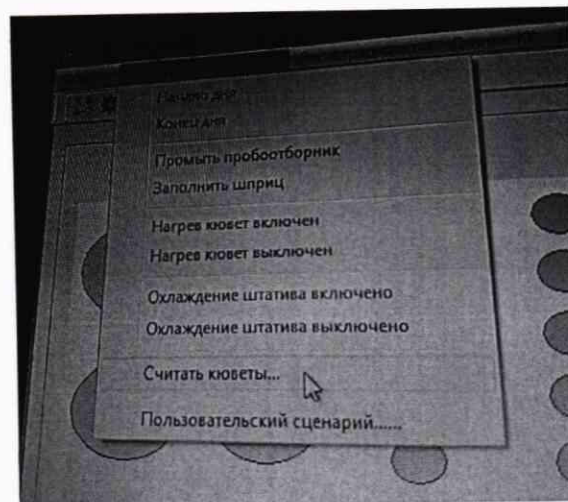 Начало дня
Конец дня
Промыть пробоотборник
Заполнить шприц
Нагрев кювет включен
Нагрев кювет выключен
Охлаждение штатива включено
Охлаждение штатива выключено
Считать кюветы...
Пользовательский сценарий......